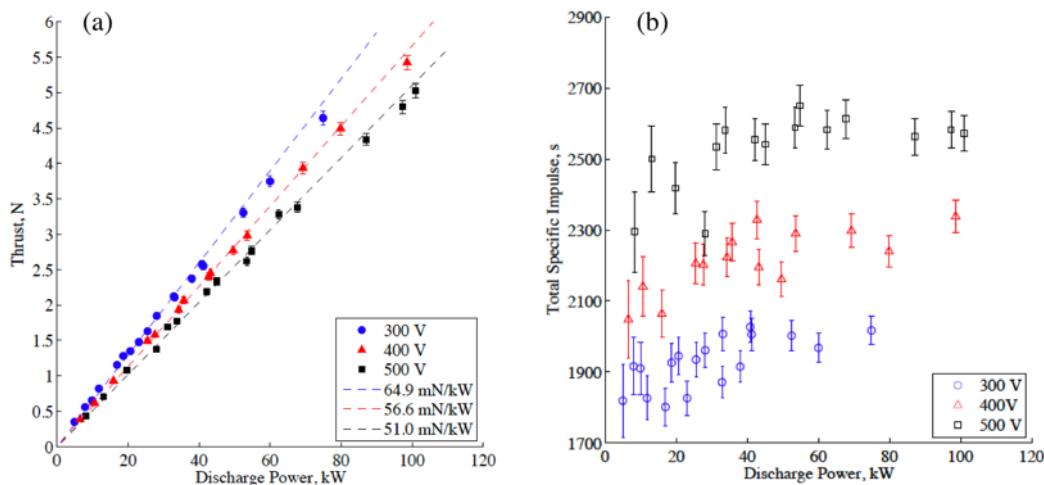 (a)
Thrust, N
6
5.5
5
4.5
4
3.5
3
2.5
2
1.5
1
0.5
0
0 20 40 60 80 100 120
Discharge Power, kW
300 V
400 V
500 V
64.9 mN/kW
56.6 mN/kW
51.0 mN/kW
(b)
Total Specific Impulse, s
2900
2700
2500
2300
2100
1900
1700
0 20 40 60 80 100 120
Discharge Power, kW
300 V
400V
500 V